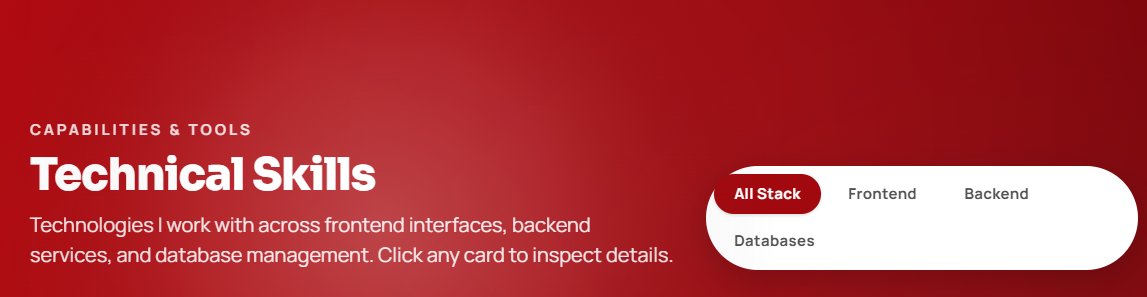 CAPABILITIES & TOOLS
Technical Skills
Technologies I work with across frontend interfaces, backend
services, and database management. Click any card to inspect details.
All Stack Frontend Backend
Databases